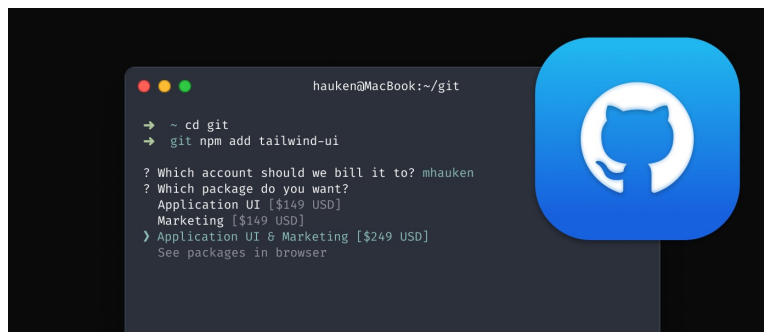 hauken@MacBook:~/git
➜ ~ cd git
➜ git npm add tailwind-ui
? Which account should we bill it to? mhauken
? Which package do you want?
Application UI [$149 USD]
Marketing [$149 USD]
❯ Application UI & Marketing [$249 USD]
See packages in browser